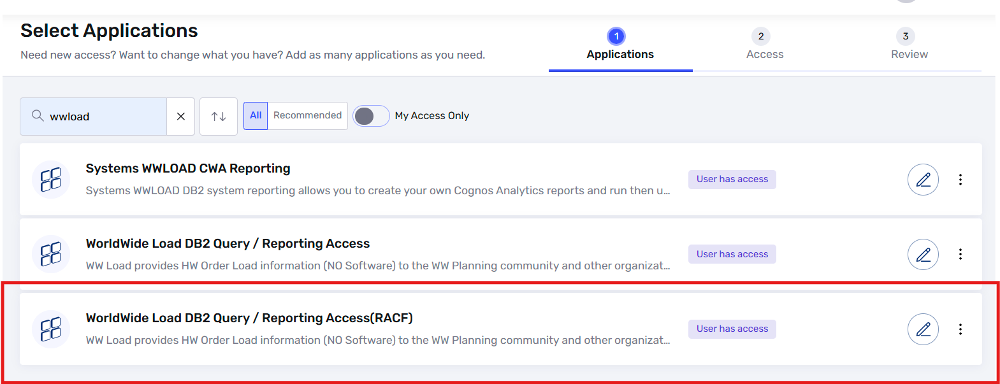 Select Applications
Need new access? Want to change what you have? Add as many applications as you need.
1
Applications
2
Access
3
Review
wwload
All
Recommended
My Access Only
Systems WWLOAD CWA Reporting
Systems WWLOAD DB2 system reporting allows you to create your own Cognos Analytics reports and run then u...
User has access
WorldWide Load DB2 Query / Reporting Access
WW Load provides HW Order Load information (NO Software) to the WW Planning community and other organizat...
User has access
WorldWide Load DB2 Query / Reporting Access(RACF)
WW Load provides HW Order Load information (NO Software) to the WW Planning community and other organizat...
User has access